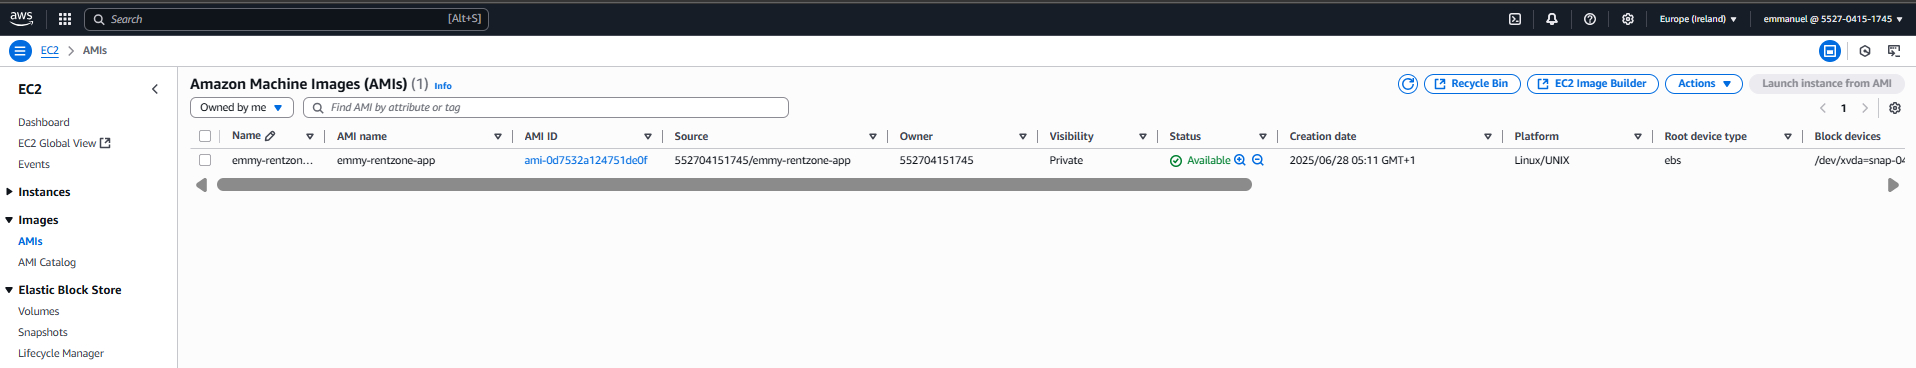 aws Search [Alt+S] Europe (Ireland) emmanuel @ 5527-0415-1745
EC2 AMIs
EC2
Dashboard
EC2 Global View
Events
Instances
Images
AMIs
AMI Catalog
Elastic Block Store
Volumes
Snapshots
Lifecycle Manager
Amazon Machine Images (AMIs) (1) Info
Recycle Bin EC2 Image Builder Actions Launch instance from AMI
Owned by me Find AMI by attribute or tag 1
Name AMI name AMI ID Source Owner Visibility Status Creation date Platform Root device type Block devices
emmy-rentzon... emmy-rentzone-app ami-0d7532a124751de0f 552704151745/emmy-rentzone-app 552704151745 Private Available 2025/06/28 05:11 GMT+1 Linux/UNIX ebs /dev/xvda=snap-04